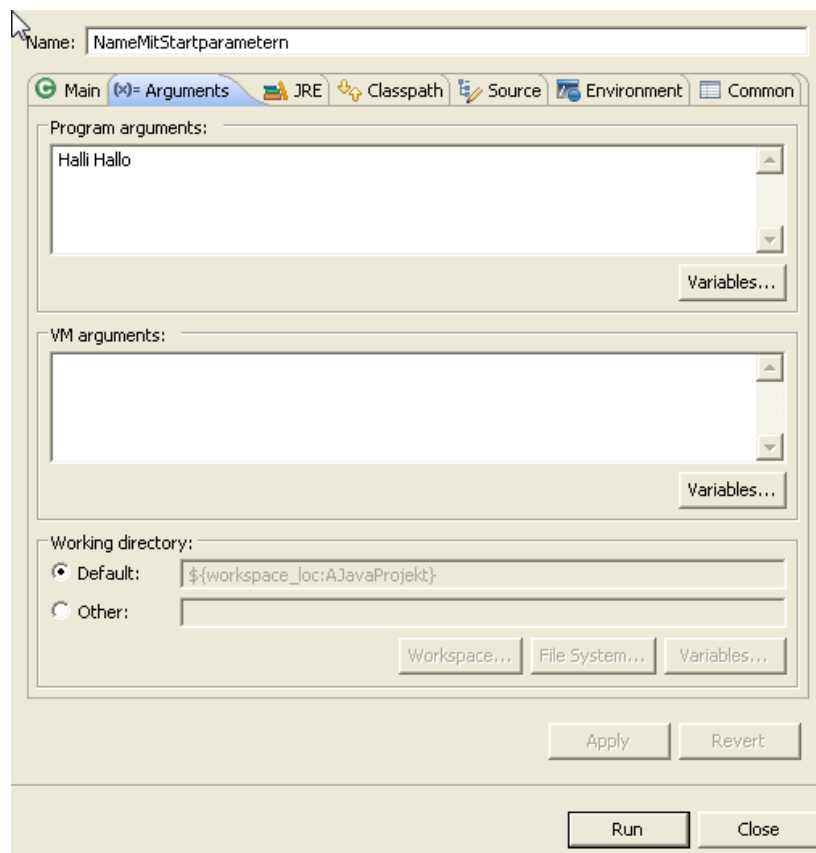 Name: NameMitStartparametern
Main (x)= Arguments JRE Classpath Source Environment Common
Program arguments:
Halli Hallo
Variables...
VM arguments:
Variables...
Working directory:
Default: ${workspace_loc:AJavaProjekt}
Other:
Workspace... File System... Variables...
Apply Revert
Run Close